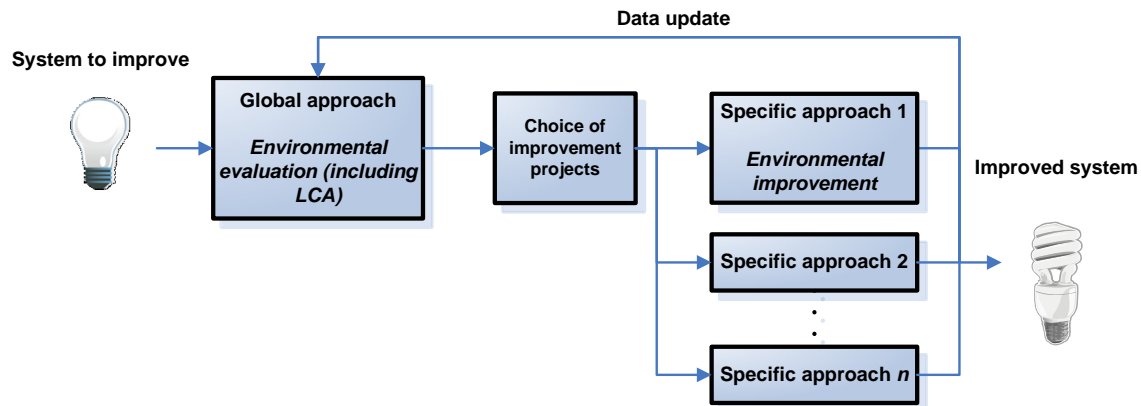 Data update
System to improve
Global approach
Environmental
evaluation (including
LCA)
Choice of
improvement
projects
Specific approach 1
Environmental
improvement
Improved system
Specific approach 2
Specific approach n